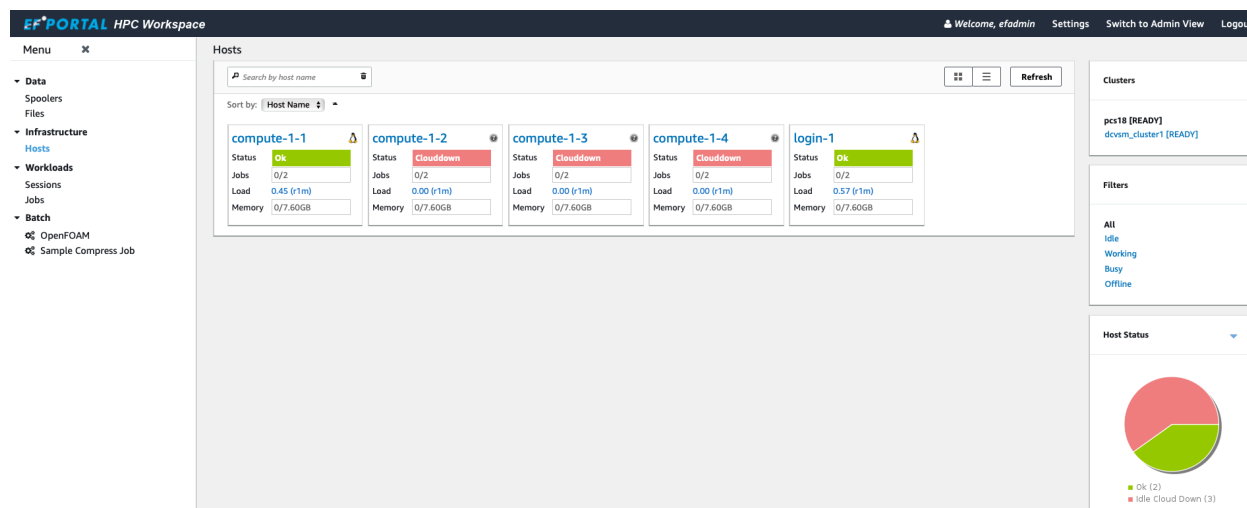 EF PORTAL HPC Workspace
Welcome, efadmin Settings Switch to Admin View Logou
Menu
Data
Spoolers
Files
Infrastructure
Hosts
Workloads
Sessions
Jobs
Batch
OpenFOAM
Sample Compress Job
Hosts
Search by host name
Refresh
Sort by: Host Name
compute-1-1
Status Ok
Jobs 0/2
Load 0.45 (r1m)
Memory 0/7.60GB
compute-1-2
Status Clouddown
Jobs 0/2
Load 0.00 (r1m)
Memory 0/7.60GB
compute-1-3
Status Clouddown
Jobs 0/2
Load 0.00 (r1m)
Memory 0/7.60GB
compute-1-4
Status Clouddown
Jobs 0/2
Load 0.00 (r1m)
Memory 0/7.60GB
login-1
Status Ok
Jobs 0/2
Load 0.57 (r1m)
Memory 0/7.60GB
Clusters
pcs18 [READY]
dcvsm_cluster1 [READY]
Filters
All
Idle
Working
Busy
Offline
Host Status
Ok (2)
Idle Cloud Down (3)